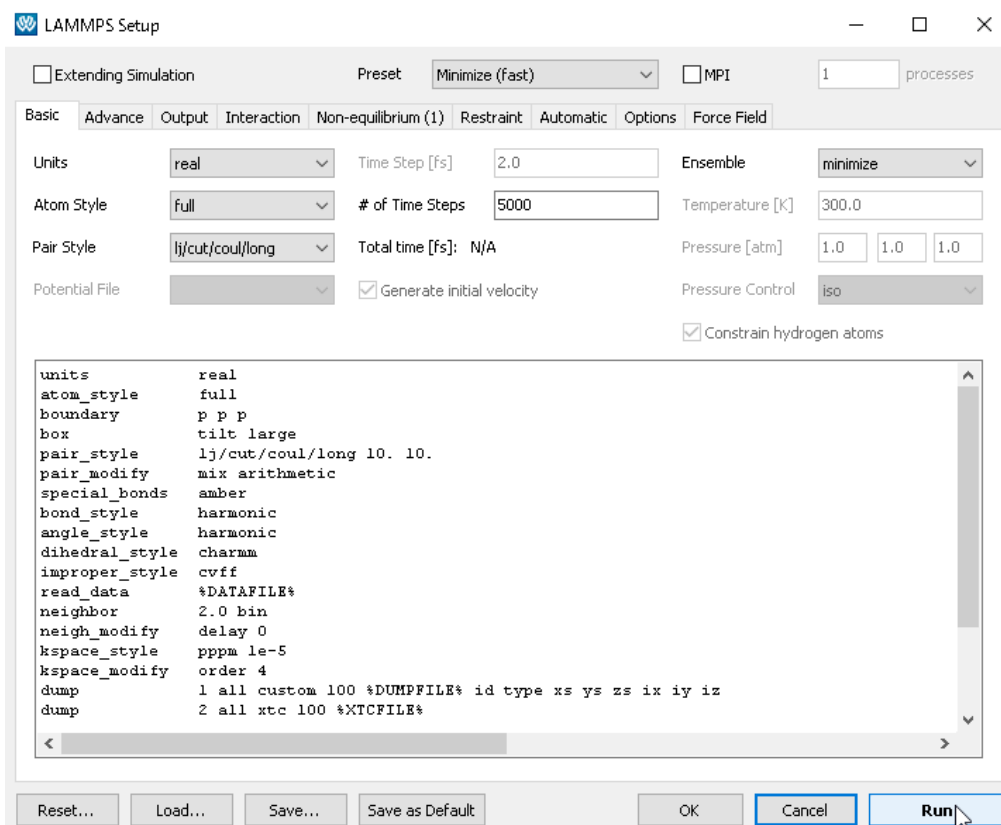 LAMMPS Setup
Extending Simulation Preset Minimize (fast) MPI 1 processes
Basic Advance Output Interaction Non-equilibrium (1) Restraint Automatic Options Force Field
Units real Time Step [fs] 2.0 Ensemble minimize
Atom Style full # of Time Steps 5000 Temperature [K] 300.0
Pair Style lj/cut/coul/long Total time [fs]: N/A Pressure [atm] 1.0 1.0 1.0
Potential File Generate initial velocity Pressure Control iso
Constrain hydrogen atoms
units real
atom_style full
boundary p p p
box tilt large
pair_style lj/cut/coul/long 10. 10.
pair_modify mix arithmetic
special_bonds amber
bond_style harmonic
angle_style harmonic
dihedral_style charmm
improper_style cvff
read_data %DATAFILE%
neighbor 2.0 bin
neigh_modify delay 0
kspace_style pppm 1e-5
kspace_modify order 4
dump 1 all custom 100 %DUMPFILE% id type xs ys zs ix iy iz
dump 2 all xtc 100 %XTCFILE%
Reset... Load... Save... Save as Default OK Cancel Run